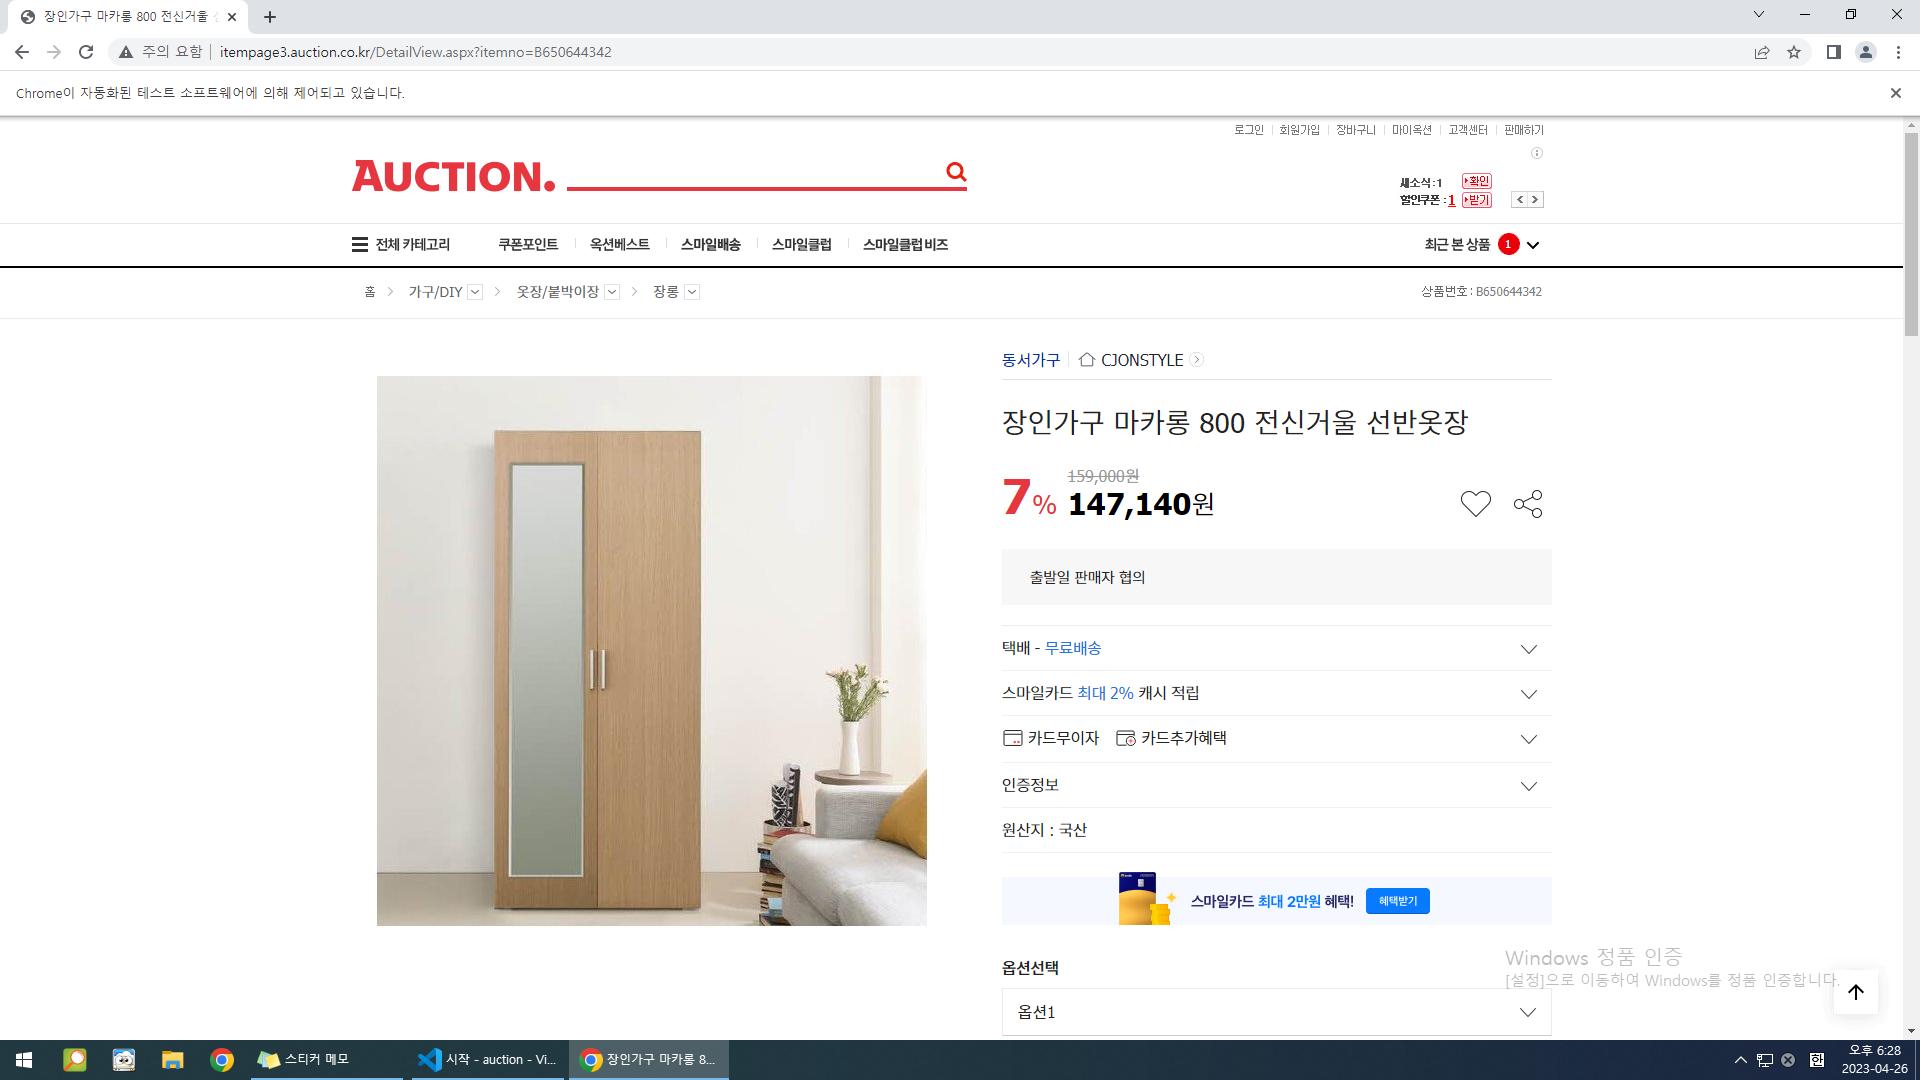 장인가구 마카롱 800 전신거울
주의 요함
itempage3.auction.co.kr/DetailView.aspx?itemno=B650644342
Chrome이 자동화된 테스트 소프트웨어에 의해 제어되고 있습니다.
로그인 회원가입 장바구니 마이옥션 고객센터 판매하기
AUCTION.
새소식:1 확인
할인쿠폰:1 받기
전체 카테고리 쿠폰포인트 옥션베스트 스마일배송 스마일클럽 스마일클럽 비즈 최근 본 상품 1
홈 > 가구/DIY > 옷장/붙박이장 > 장롱
상품번호 : B650644342
동서가구 CJONSTYLE
장인가구 마카롱 800 전신거울 선반옷장
159,000원
7% 147,140원
출발일 판매자 협의
택배 - 무료배송
스마일카드 최대 2% 캐시 적립
카드무이자 카드추가혜택
인증정보
원산지 : 국산
스마일카드 최대 2만원 혜택! 혜택받기
옵션선택
옵션1
Windows 정품 인증
[설정]으로 이동하여 Windows를 정품 인증합니다.
스티커 메모
시작 - auction - Vi...
장인가구 마카롱 8...
한
오후 6:28
2023-04-26